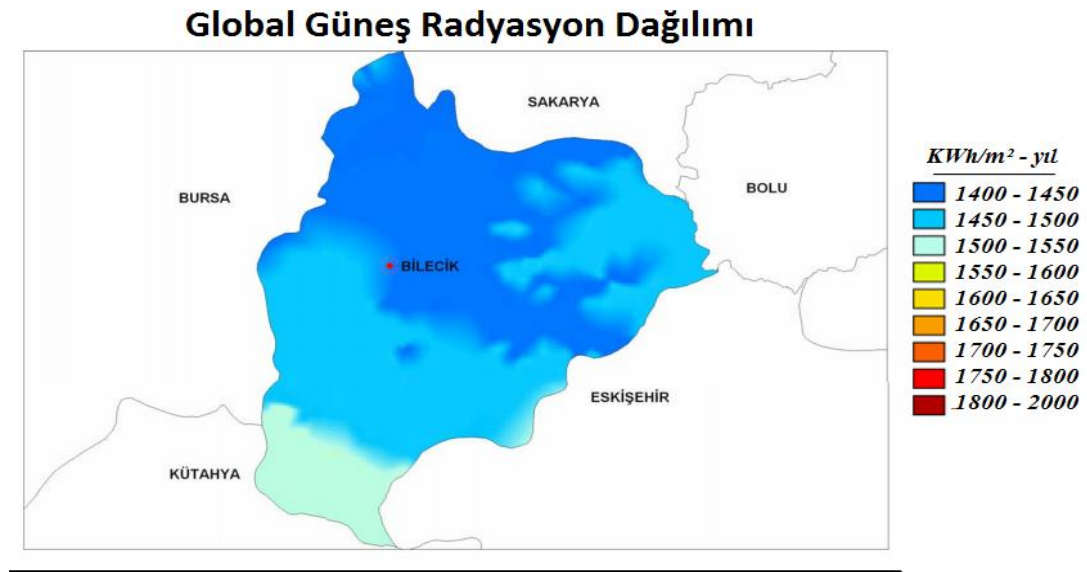 Global Güneş Radyasyon Dağılımı
SAKARYA
BOLU
BURSA
BİLECİK
ESKİŞEHİR
KÜTAHYA
KWh/m² - yıl
1400 - 1450
1450 - 1500
1500 - 1550
1550 - 1600
1600 - 1650
1650 - 1700
1700 - 1750
1750 - 1800
1800 - 2000